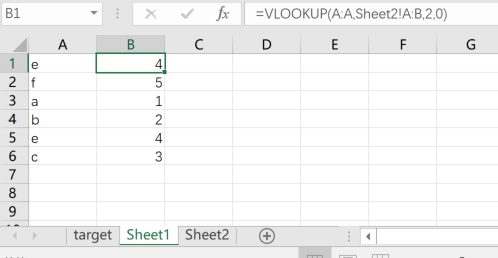 B1 fx =VLOOKUP(A:A,Sheet2!A:B,2,0)
A B C D E F G
1 e 4
2 f 5
3 a 1
4 b 2
5 e 4
6 c 3
7
8
9
target Sheet1 Sheet2